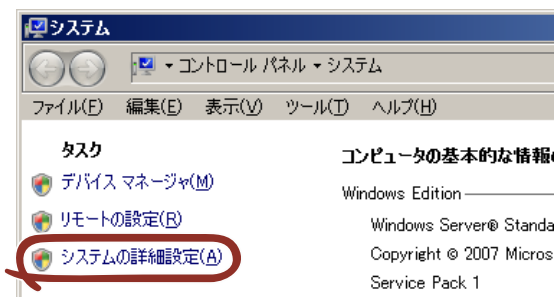 システム
コントロール パネル システム
ファイル(F) 編集(E) 表示(V) ツール(T) ヘルプ(H)
タスク
デバイス マネージャ(M)
リモートの設定(R)
システムの詳細設定(A)
コンピュータの基本的な情報
Windows Edition
Windows Server®
Copyright © 2007
Service Pack 1